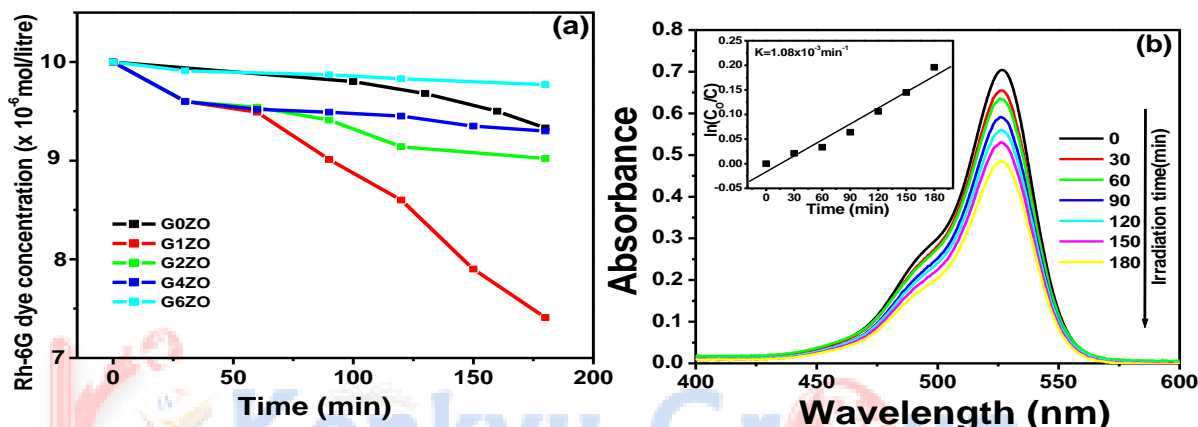 (a)
Rh-6G dye concentration (x 10⁻⁶mol/litre)
10
9
8
7
G0ZO
G1ZO
G2ZO
G4ZO
G6ZO
0 50 100 150 200
Time (min)
(b)
Absorbance
0.7
0.6
0.5
0.4
0.3
0.2
0.1
0.0
K=1.08x10⁻³min⁻¹
ln(C₀/C)
0.20
0.15
0.10
0.05
0.00
-0.05
0 30 60 90 120 150 180
Time (min)
0
30
60
90
120
150
180
Irradiation time(min)
400 450 500 550 600
Wavelength (nm)